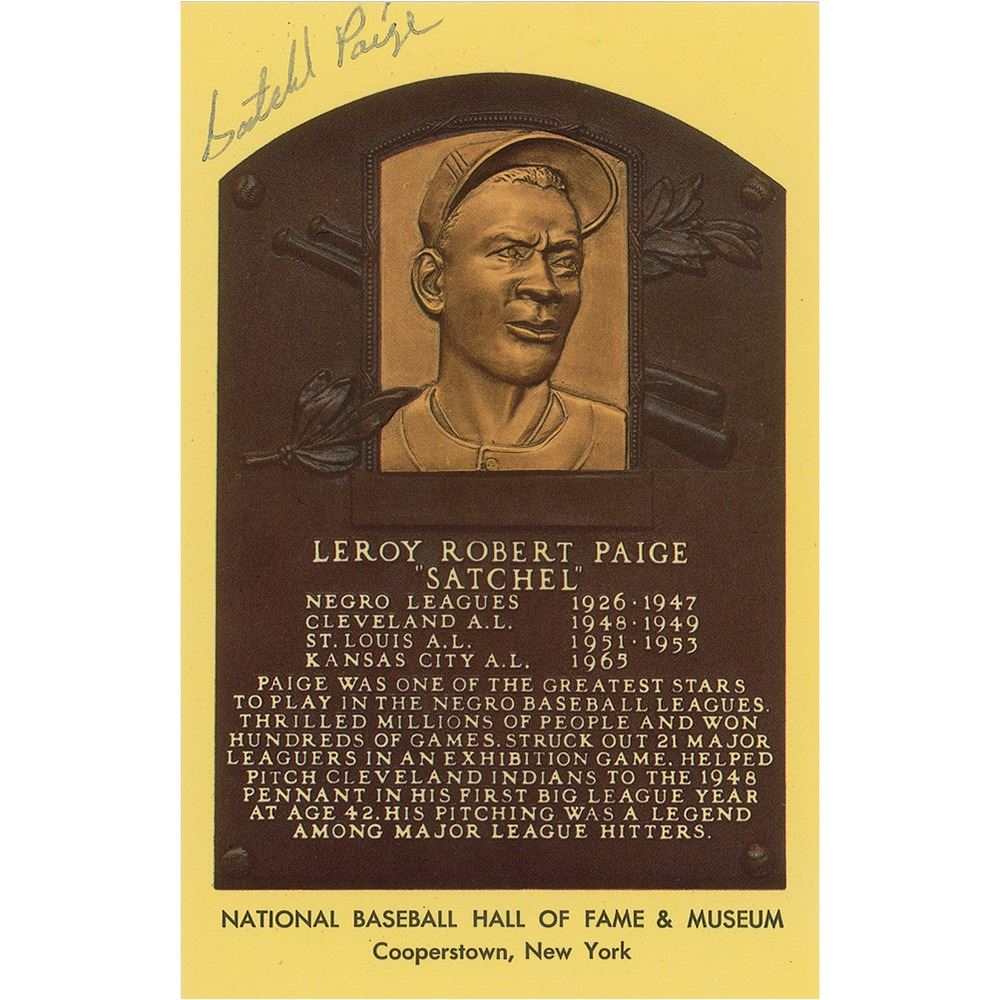 Satchel Paige
LEROY ROBERT PAIGE
"SATCHEL"
NEGRO LEAGUES 1926·1947
CLEVELAND A.L. 1948·1949
ST. LOUIS A.L. 1951·1953
KANSAS CITY A.L. 1965
PAIGE WAS ONE OF THE GREATEST STARS
TO PLAY IN THE NEGRO BASEBALL LEAGUES.
THRILLED MILLIONS OF PEOPLE AND WON
HUNDREDS OF GAMES. STRUCK OUT 21 MAJOR
LEAGUERS IN AN EXHIBITION GAME. HELPED
PITCH CLEVELAND INDIANS TO THE 1948
PENNANT IN HIS FIRST BIG LEAGUE YEAR
AT AGE 42. HIS PITCHING WAS A LEGEND
AMONG MAJOR LEAGUE HITTERS.
NATIONAL BASEBALL HALL OF FAME & MUSEUM
Cooperstown, New York